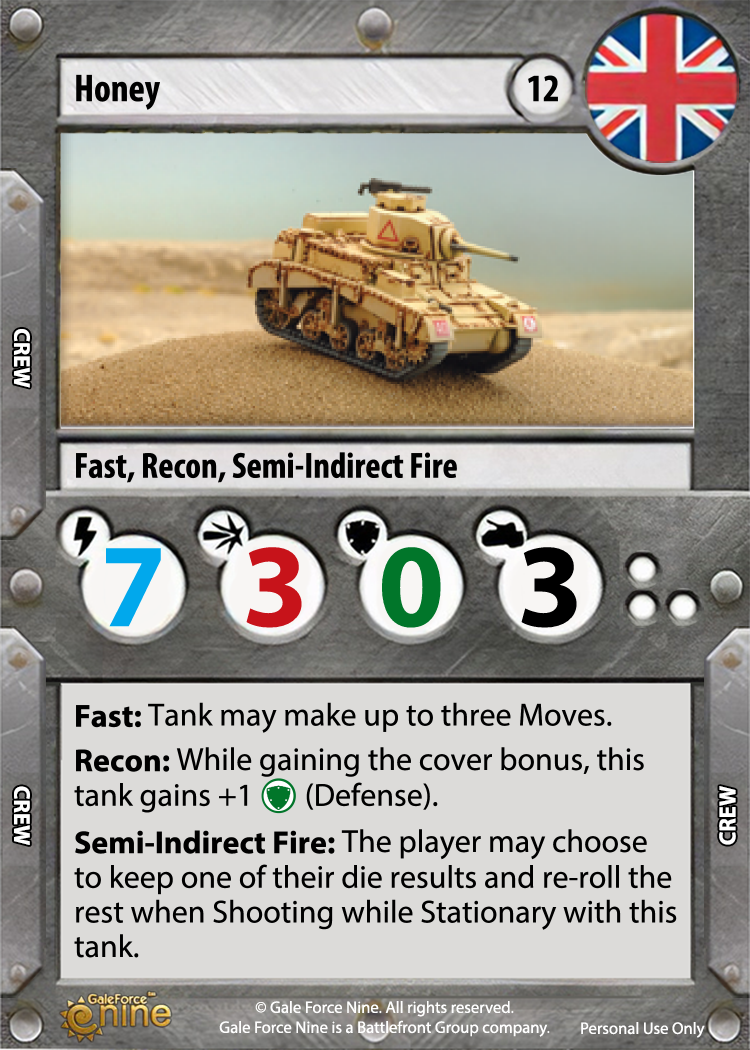 Honey
12
CREW
Fast, Recon, Semi-Indirect Fire
7 3 0 3
Fast: Tank may make up to three Moves.
Recon: While gaining the cover bonus, this
tank gains +1 (Defense).
Semi-Indirect Fire: The player may choose
to keep one of their die results and re-roll the
rest when Shooting while Stationary with this
tank.
CREW
CREW
GaleForce™
nine
© Gale Force Nine. All rights reserved.
Gale Force Nine is a Battlefront Group company.
Personal Use Only